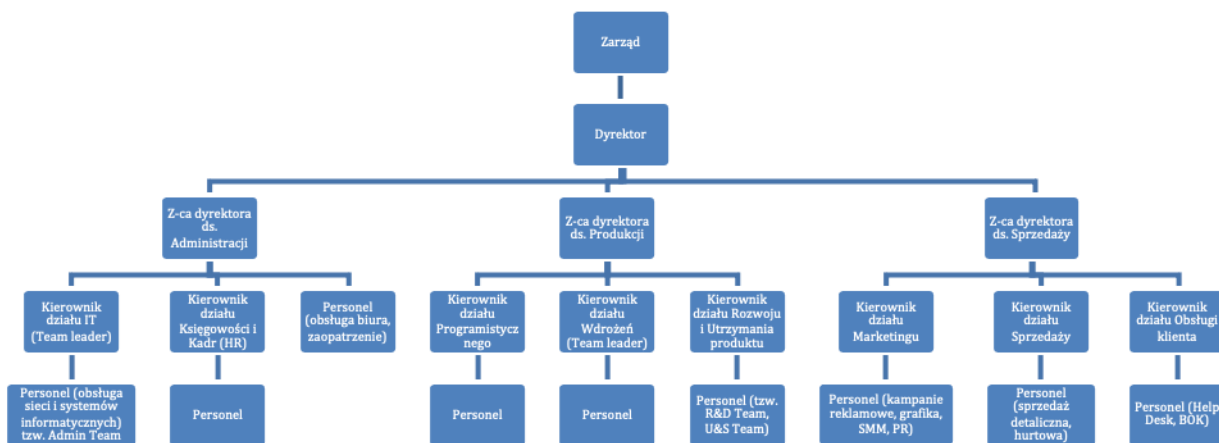 Zarząd
Dyrektor
Z-ca dyrektora
ds.
Administracji
Z-ca dyrektora
ds. Produkcji
Z-ca dyrektora
ds. Sprzedaży
Kierownik
działu IT
(Team leader)
Kierownik
działu
Księgowości i
Kadr (HR)
Personel
(obsługa biura,
zaopatrzenie)
Kierownik
działu
Programistycz
nego
Kierownik
działu
Wdrożeń
(Team leader)
Kierownik
działu Rozwoju
i Utrzymania
produktu
Kierownik
działu
Marketingu
Kierownik
działu
Sprzedaży
Kierownik
działu Obsługi
klienta
Personel (obsługa
sieci i systemów
informatycznych)
tzw. Admin Team
Personel
Personel
Personel
Personel (tzw.
R&D Team,
U&S Team)
Personel (kampanie
reklamowe, grafika,
SMM, PR)
Personel
(sprzedaż
detaliczna,
hurtowa)
Personel (Help
Desk, BOK)